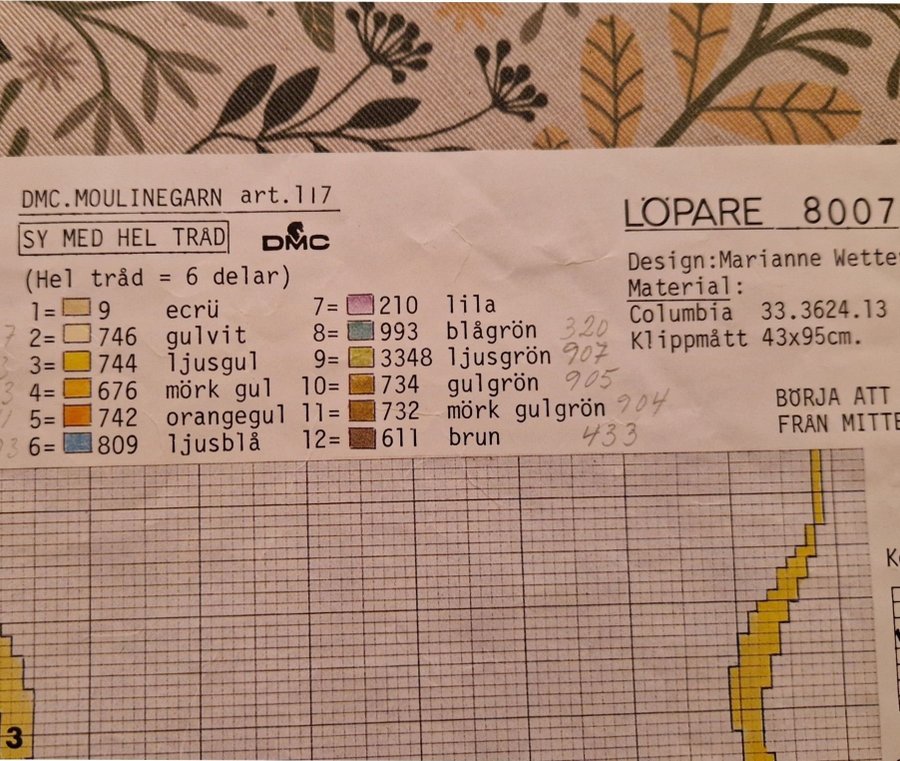 DMC.MOULINEGARN art.117
SY MED HEL TRÅD DMC
(Hel tråd = 6 delar)
1= 9 ecrü
2= 746 gulvit
3= 744 ljusgul
4= 676 mörk gul
5= 742 orangegul
6= 809 ljusblå
7= 210 lila
8= 993 blågrön 320
9= 3348 ljusgrön 907
10= 734 gulgrön 905
11= 732 mörk gulgrön 904
12= 611 brun 433
LÖPARE 8007
Design:Marianne
Material:
Columbia 33.3624.13
Klippmått 43x95cm.
BÖRJA ATT
FRÅN
3